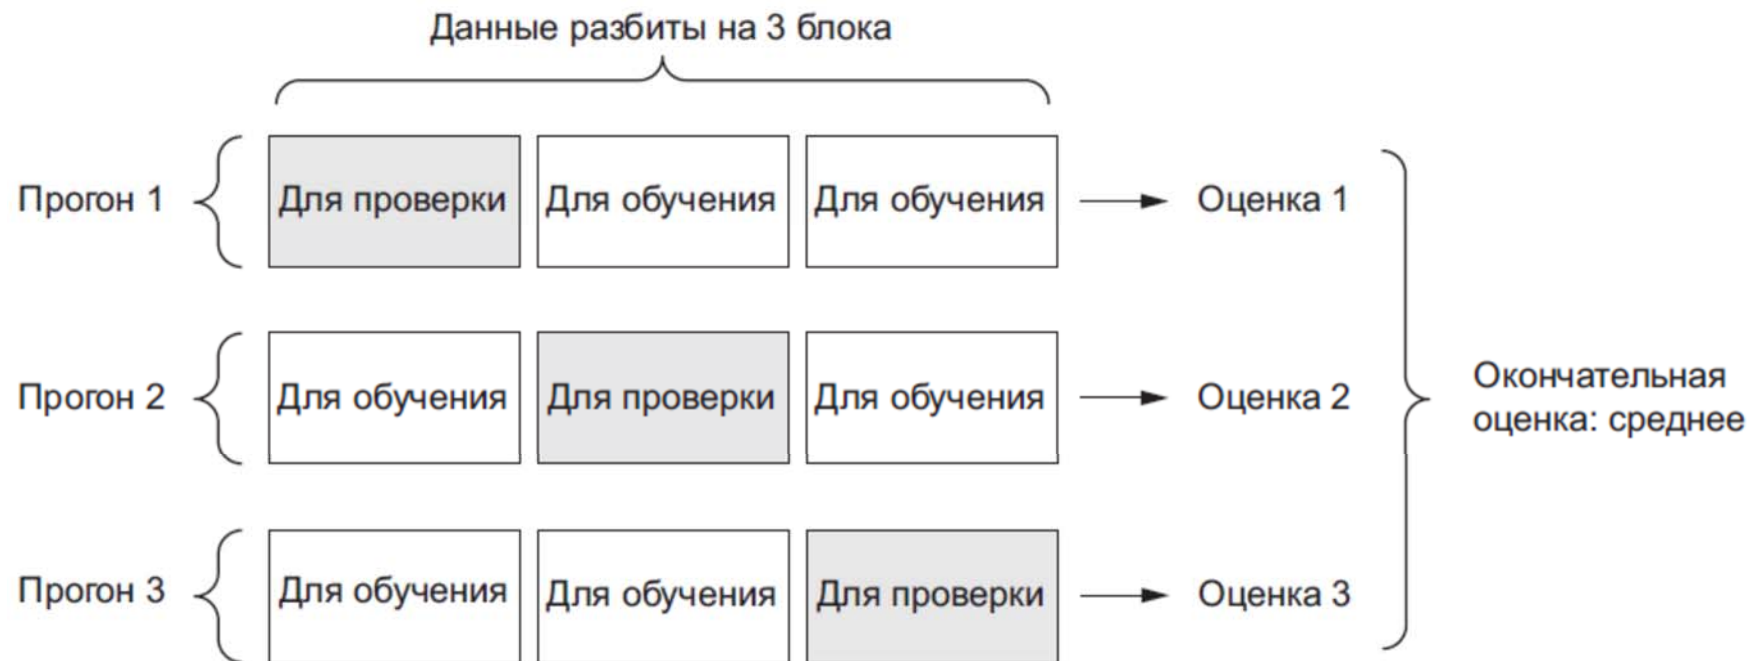 Данные разбиты на 3 блока
Прогон 1 Для проверки Для обучения Для обучения Оценка 1
Прогон 2 Для обучения Для проверки Для обучения Оценка 2
Окончательная
оценка: среднее
Прогон 3 Для обучения Для обучения Для проверки Оценка 3